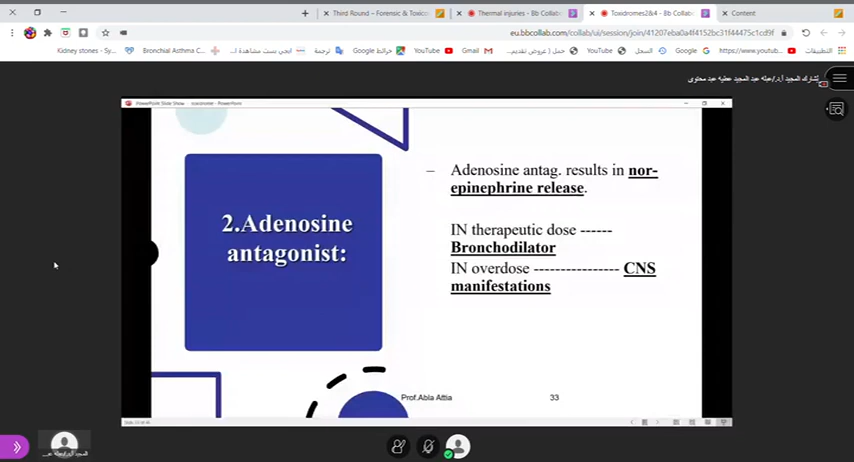 Third Round – Forensic & Toxico
Thermal injuries - Bb Collab
Toxidromes2&4 – Bb Collab
Content
eu.bbcollab.com/collab/ui/session/join/41207eba0a4f4152bc31f44475c1cd9f
Kidney stones - Sy...
Bronchial Asthma C...
ترجمة
خرائط Google
YouTube
Gmail
السجل
YouTube
Google
https://www.youtub...
التطبيقات
PowerPoint Slide Show
2.Adenosine
antagonist:
– Adenosine antag. results in nor-
epinephrine release.
IN therapeutic dose ------
Bronchodilator
IN overdose ---------------- CNS
manifestations
Prof.Abla Attia
33